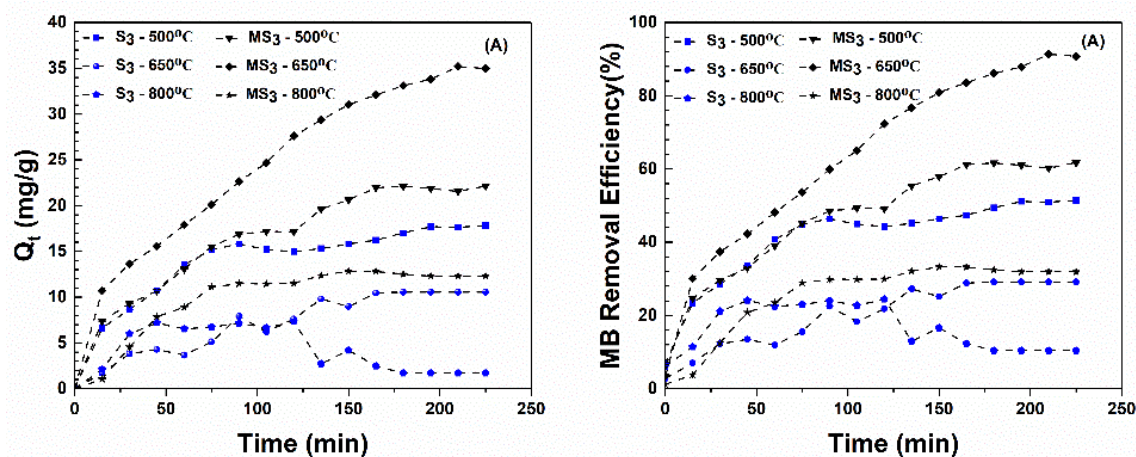 S3 - 500°C
S3 - 650°C
S3 - 800°C
MS3 - 500°C
MS3 - 650°C
MS3 - 800°C
(A)
40
35
30
25
20
15
10
5
0
Qt (mg/g)
0 50 100 150 200 250
Time (min)
S3 - 500°C
S3 - 650°C
S3 - 800°C
MS3 - 500°C
MS3 - 650°C
MS3 - 800°C
(A)
100
80
60
40
20
0
MB Removal Efficiency(%)
0 50 100 150 200 250
Time (min)